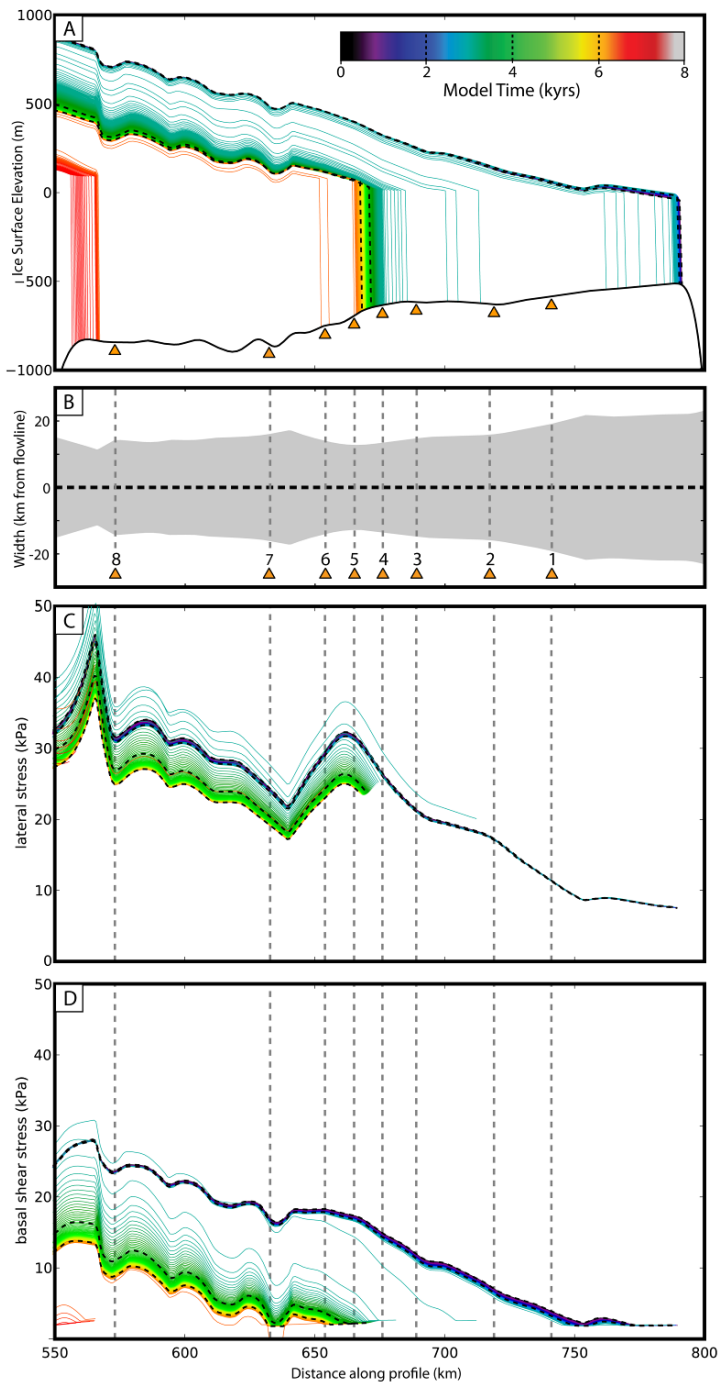 A
1000
500
0
−500
−1000
Ice Surface Elevation (m)
0 2 4 6 8
Model Time (kyrs)
B
20
0
-20
Width (km from flowline)
8 7 6 5 4 3 2 1
C
50
40
30
20
10
0
lateral stress (kPa)
D
50
40
30
20
10
basal shear stress (kPa)
550 600 650 700 750 800
Distance along profile (km)